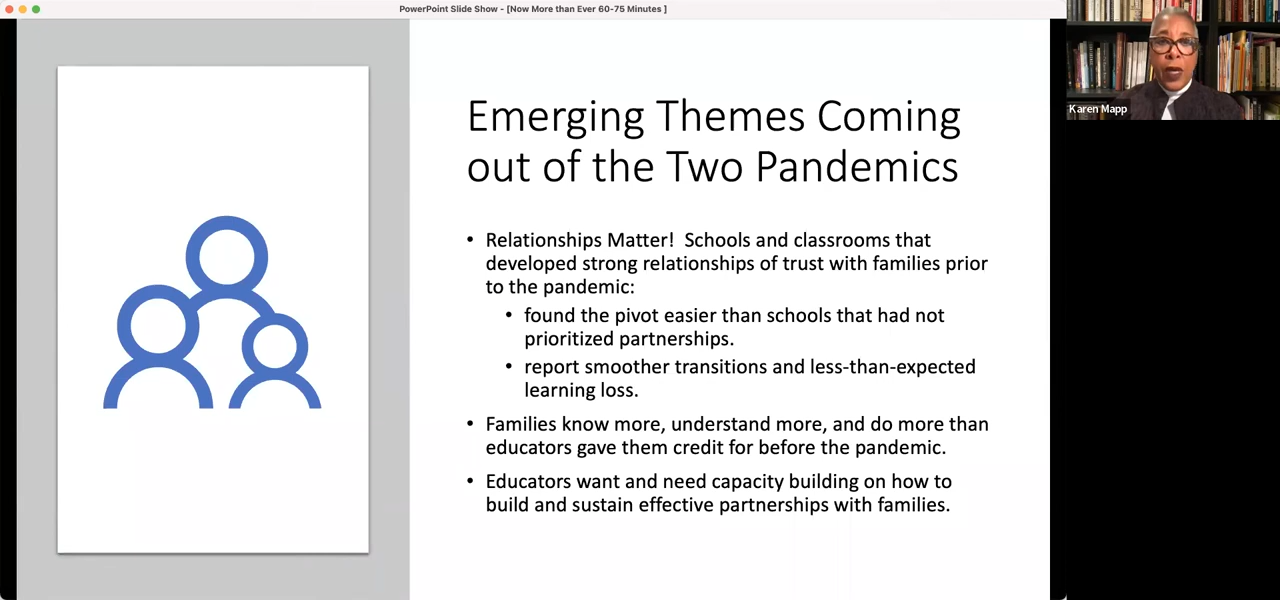 PowerPoint Slide Show - [Now More than Ever 60-75 Minutes ]
Karen Mapp
Emerging Themes Coming
out of the Two Pandemics
• Relationships Matter!  Schools and classrooms that
developed strong relationships of trust with families prior
to the pandemic:
• found the pivot easier than schools that had not
prioritized partnerships.
• report smoother transitions and less-than-expected
learning loss.
• Families know more, understand more, and do more than
educators gave them credit for before the pandemic.
• Educators want and need capacity building on how to
build and sustain effective partnerships with families.